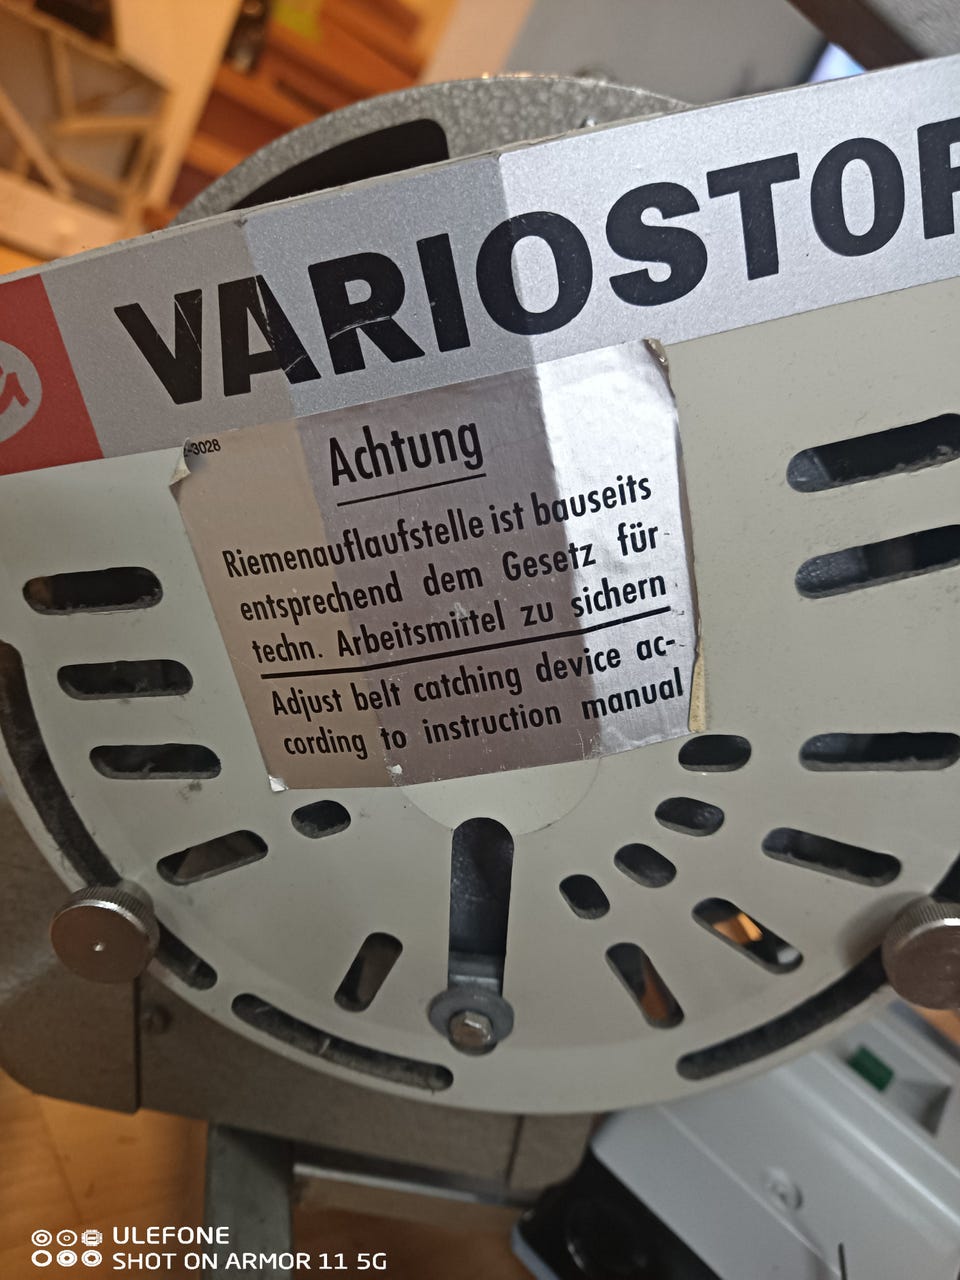 VARIOSTOP
-3028
Achtung
Riemenauflaufstelle ist bauseits
entsprechend dem Gesetz für
techn. Arbeitsmittel zu sichern
Adjust belt catching device ac-
cording to instruction manual
ULEFONE
SHOT ON ARMOR 11 5G